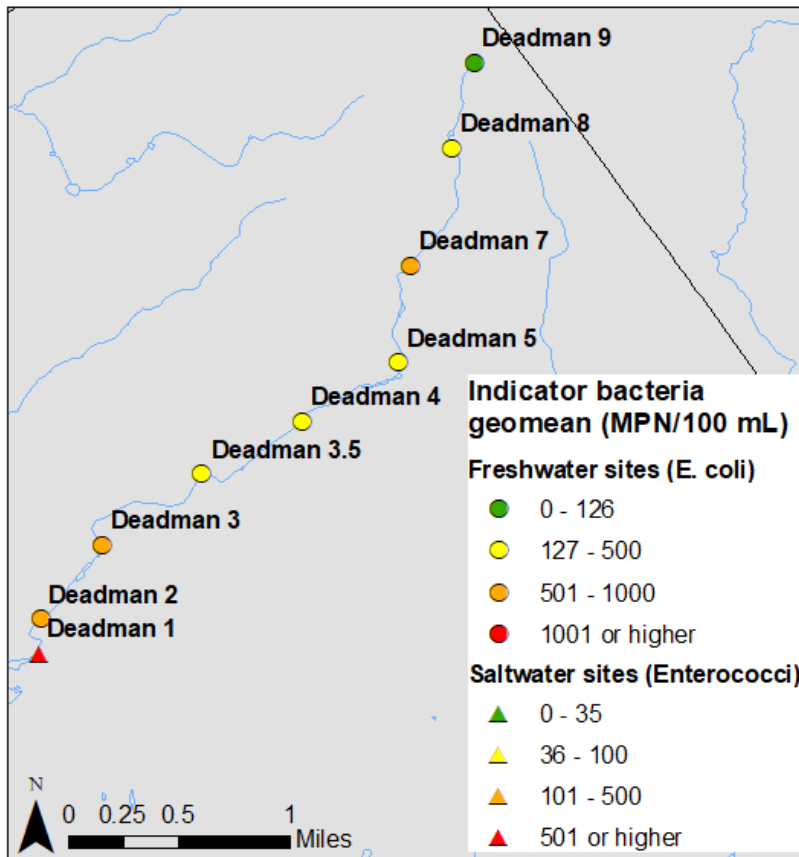 Deadman 9
Deadman 8
Deadman 7
Deadman 5
Deadman 4
Deadman 3.5
Deadman 3
Deadman 2
Deadman 1
Indicator bacteria
geomean (MPN/100 mL)
Freshwater sites (E. coli)
0 - 126
127 - 500
501 - 1000
1001 or higher
Saltwater sites (Enterococci)
0 - 35
36 - 100
101 - 500
501 or higher
N
0 0.25 0.5 1
Miles